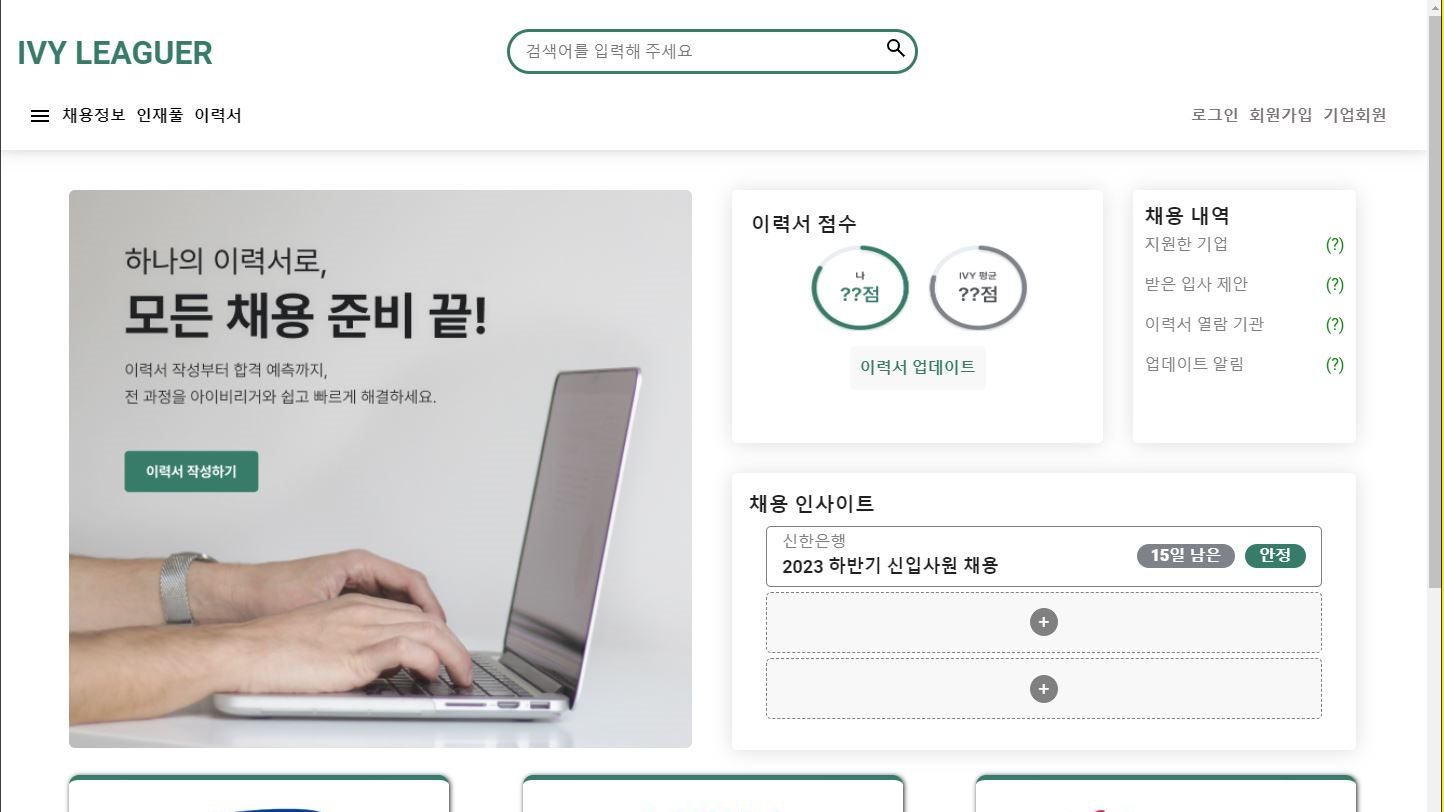 IVY LEAGUER
검색어를 입력해 주세요
채용정보 인재풀 이력서
로그인 회원가입 기업회원
하나의 이력서로,
모든 채용 준비 끝!
이력서 작성부터 합격 예측까지,
전 과정을 아이비리거와 쉽고 빠르게 해결하세요.
이력서 작성하기
이력서 점수
나
??점
IVY 평균
??점
이력서 업데이트
채용 내역
지원한 기업 (?)
받은 입사 제안 (?)
이력서 열람 기관 (?)
업데이트 알림 (?)
채용 인사이트
신한은행
2023 하반기 신입사원 채용
15일 남은 안정
+
+